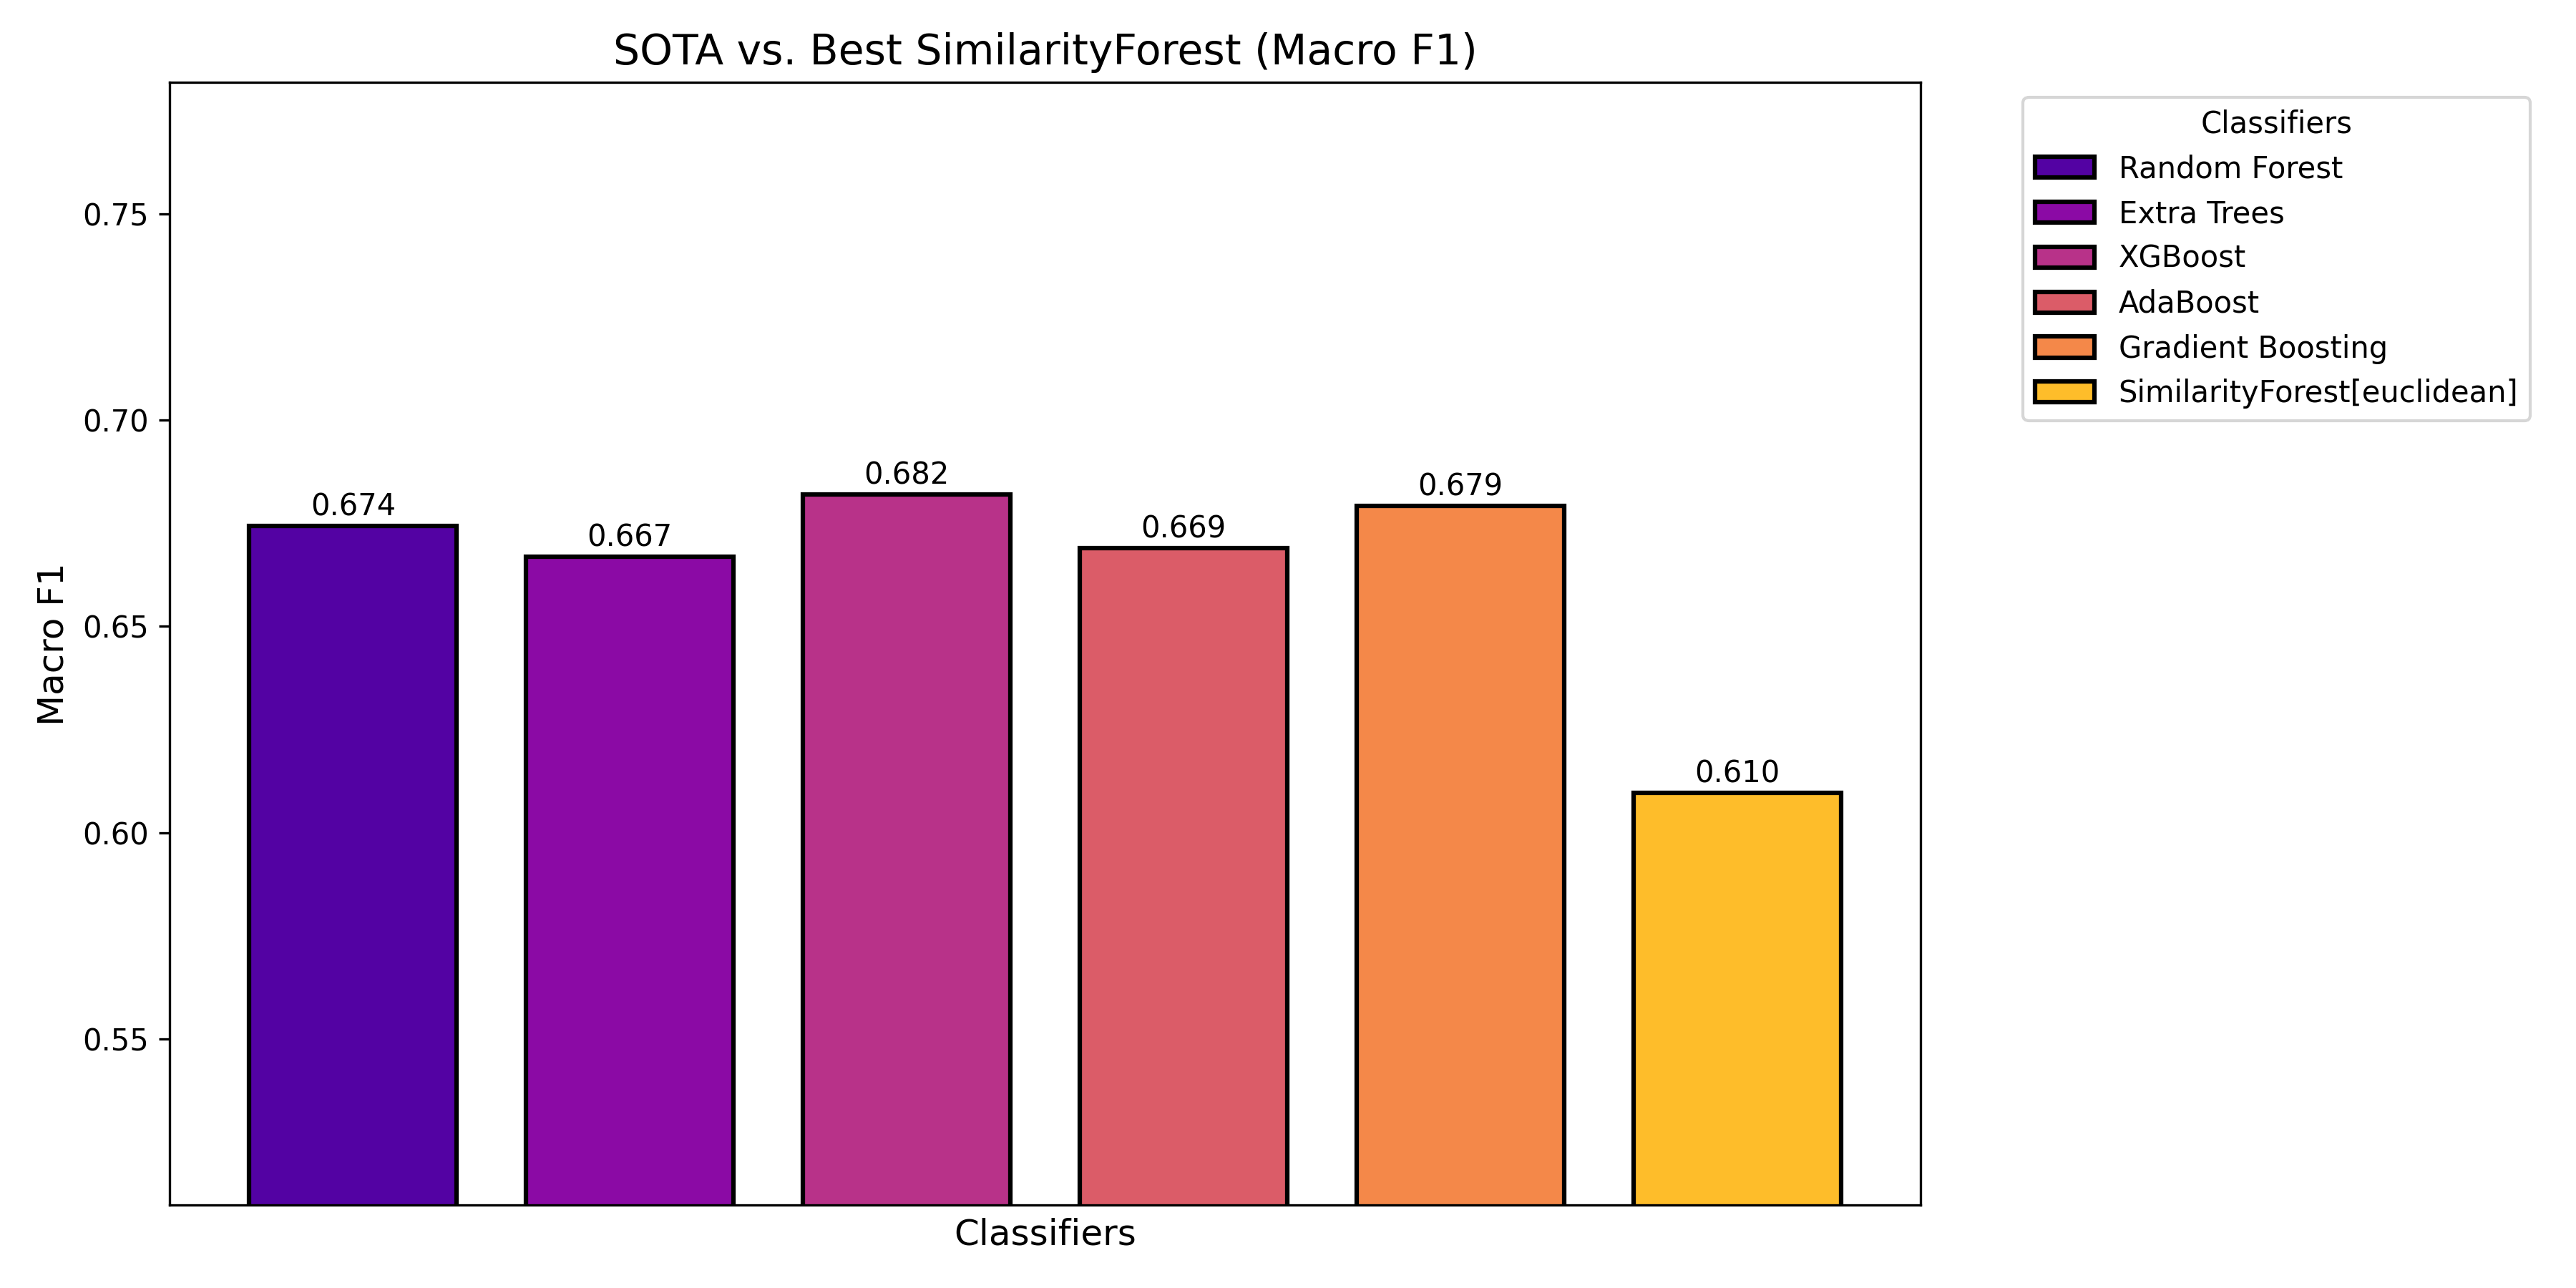 SOTA vs. Best SimilarityForest (Macro F1)
Macro F1
0.75
0.70
0.65
0.60
0.55
0.674
0.667
0.682
0.669
0.679
0.610
Classifiers
Classifiers
Random Forest
Extra Trees
XGBoost
AdaBoost
Gradient Boosting
SimilarityForest[euclidean]